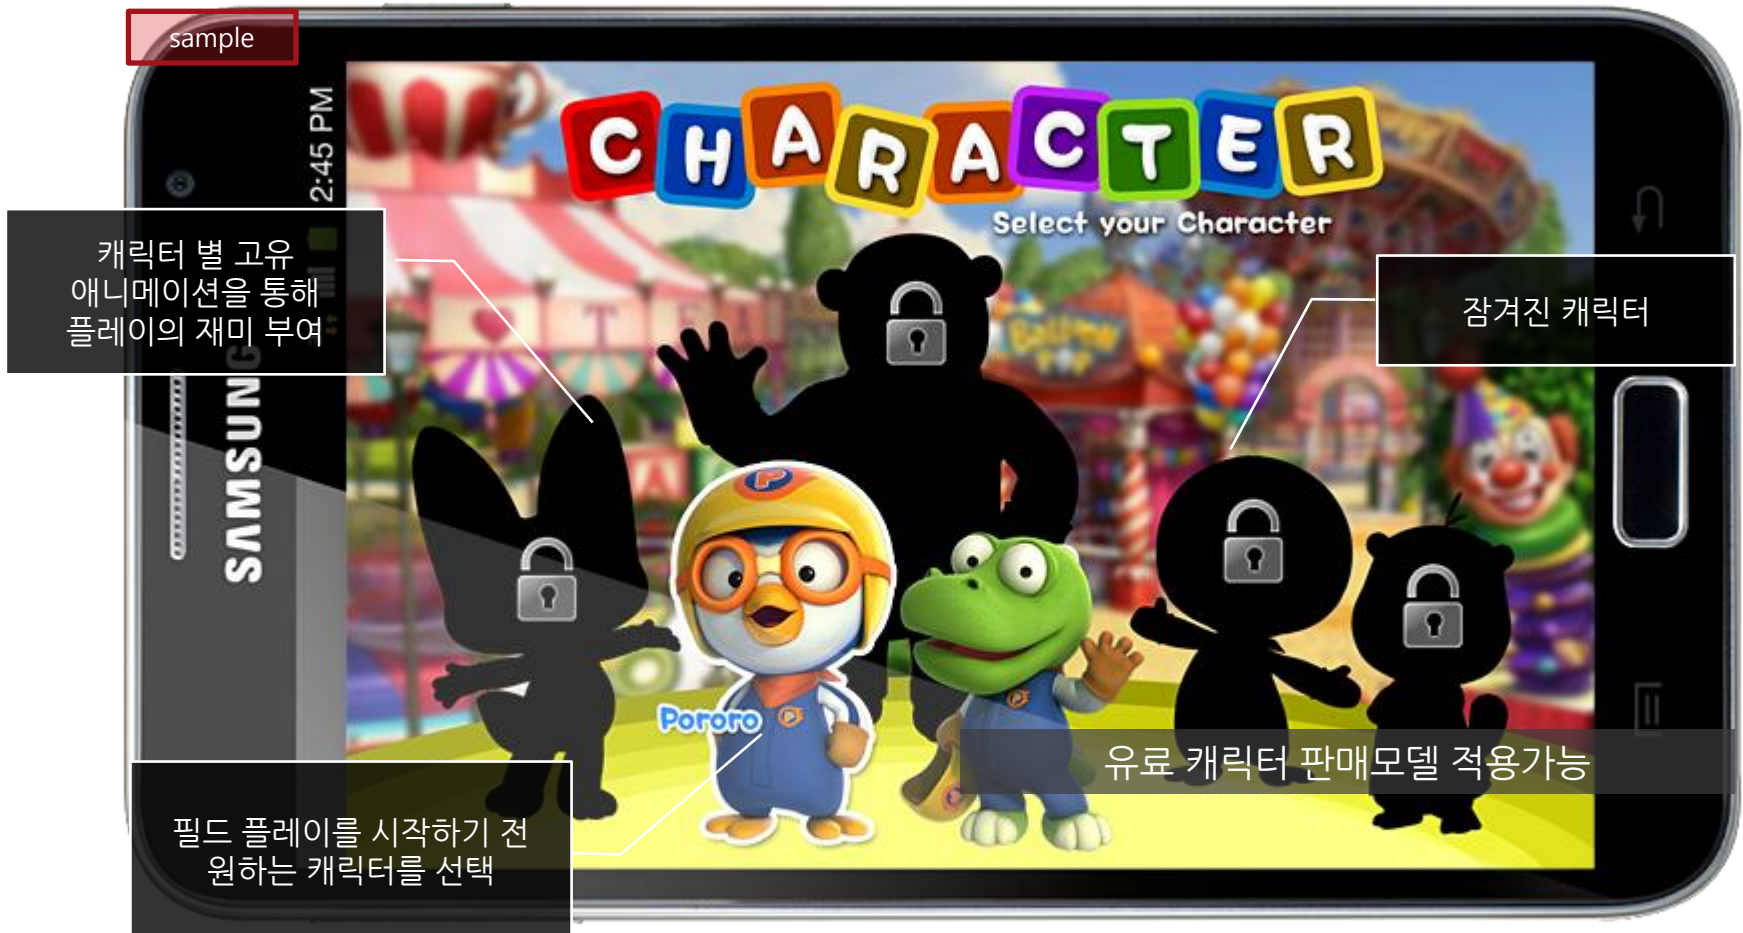 sample
2:45 PM
SAMSUNG
CHARACTER
Select your Character
캐릭터 별 고유
애니메이션을 통해
플레이의 재미 부여
잠겨진 캐릭터
BALLOON
POP
Pororo
P
유료 캐릭터 판매모델 적용가능
필드 플레이를 시작하기 전
원하는 캐릭터를 선택